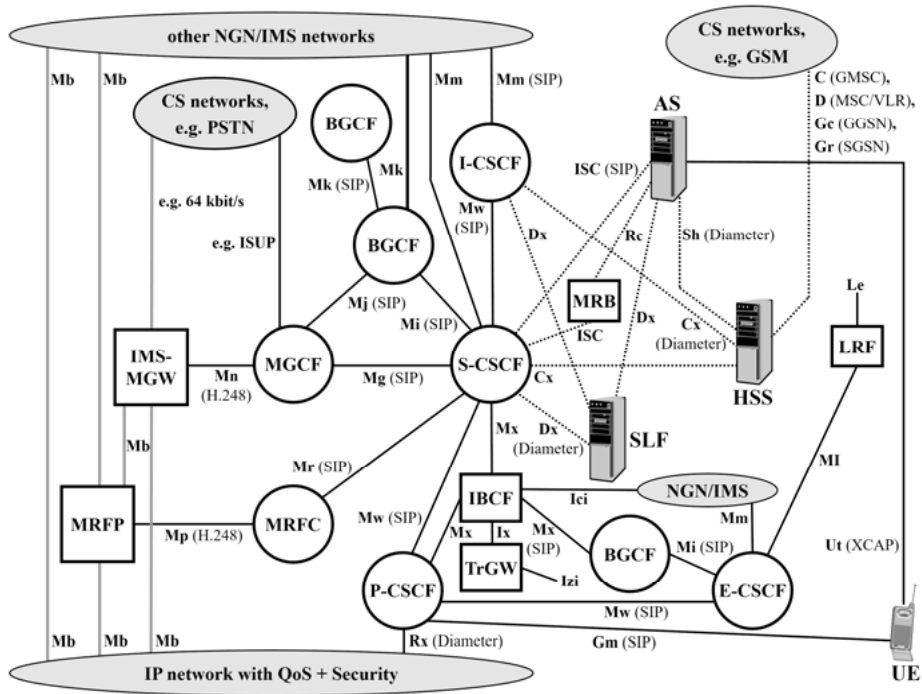 other NGN/IMS networks
CS networks,
e.g. GSM
Mb
Mb
Mm
Mm (SIP)
C (GMSC),
D (MSC/VLR),
Gc (GGSN)
Gr (SGSN)
CS networks,
e.g. PSTN
BGCF
AS
I-CSCF
ISC (SIP)
Mk
Mk (SIP)
e.g. 64 kbit/s
Mw
(SIP)
e.g. ISUP
BGCF
Dx
Rc
Sh (Diameter)
MRB
Le
Mj (SIP)
Mi (SIP)
ISC
Dx
Cx
(Diameter)
LRF
IMS-
MGW
MGCF
S-CSCF
Mn
(H.248)
Mg (SIP)
Cx
HSS
Mx
Dx
(Diameter)
SLF
Mb
MI
Mr (SIP)
NGN/IMS
IBCF
Ici
MRFP
Mp (H.248)
MRFC
Mw (SIP)
Mx
Ix
Mx
(SIP)
Mm
BGCF
Mi (SIP)
Ut (XCAP)
TrGW
Izi
P-CSCF
E-CSCF
Mw (SIP)
Mb
Mb
Mb
Rx (Diameter)
Gm (SIP)
UE
IP network with QoS + Security